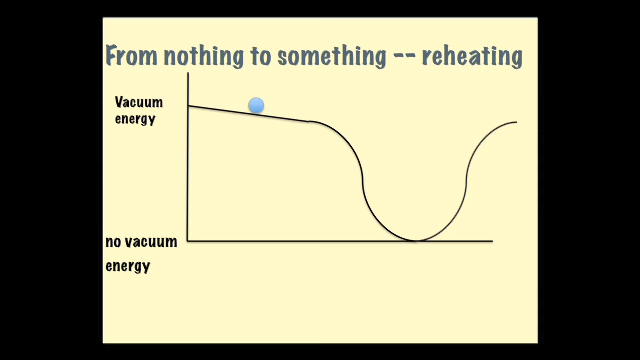 From nothing to something -- reheating
Vacuum
energy
no vacuum
energy